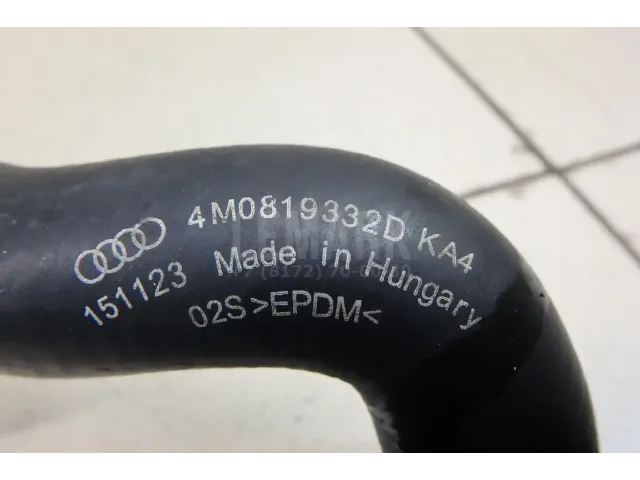 4M0819332D KA4
151123 Made in Hungary
02S>EPDM<